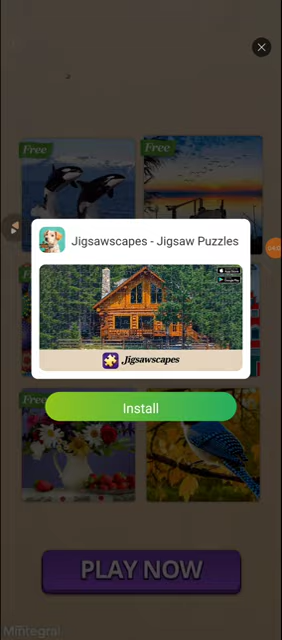 Free
Free
Jigsawscapes - Jigsaw Puzzles
Jigsawscapes
Install
Free
PLAY NOW
Mintegral